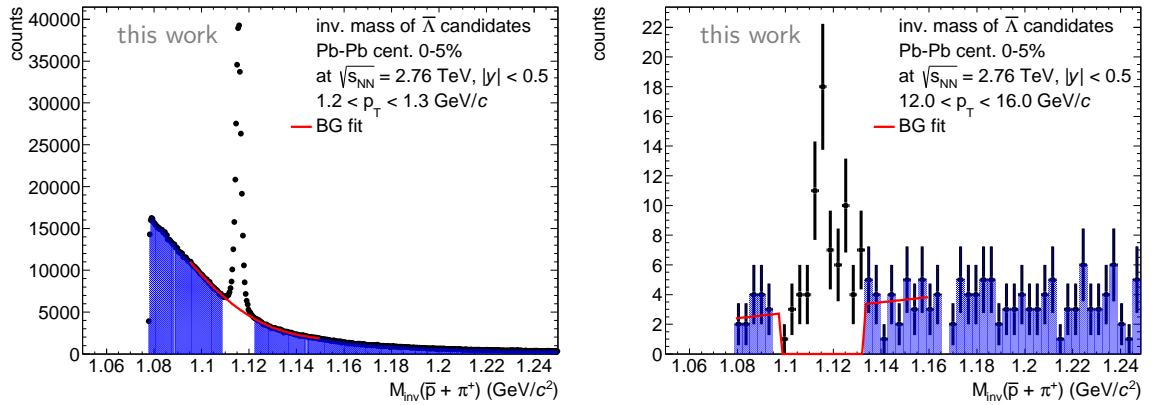 counts
40000
35000
30000
25000
20000
15000
10000
5000
0
this work
inv. mass of Λ̅ candidates
Pb-Pb cent. 0-5%
at √s_NN = 2.76 TeV, |y| < 0.5
1.2 < p_T < 1.3 GeV/c
BG fit
1.06 1.08 1.1 1.12 1.14 1.16 1.18 1.2 1.22 1.24
M_inv(p̅ + π⁺) (GeV/c²)
counts
22
20
18
16
14
12
10
8
6
4
2
0
this work
inv. mass of Λ̅ candidates
Pb-Pb cent. 0-5%
at √s_NN = 2.76 TeV, |y| < 0.5
12.0 < p_T < 16.0 GeV/c
BG fit
1.06 1.08 1.1 1.12 1.14 1.16 1.18 1.2 1.22 1.24
M_inv(p̅ + π⁺) (GeV/c²)